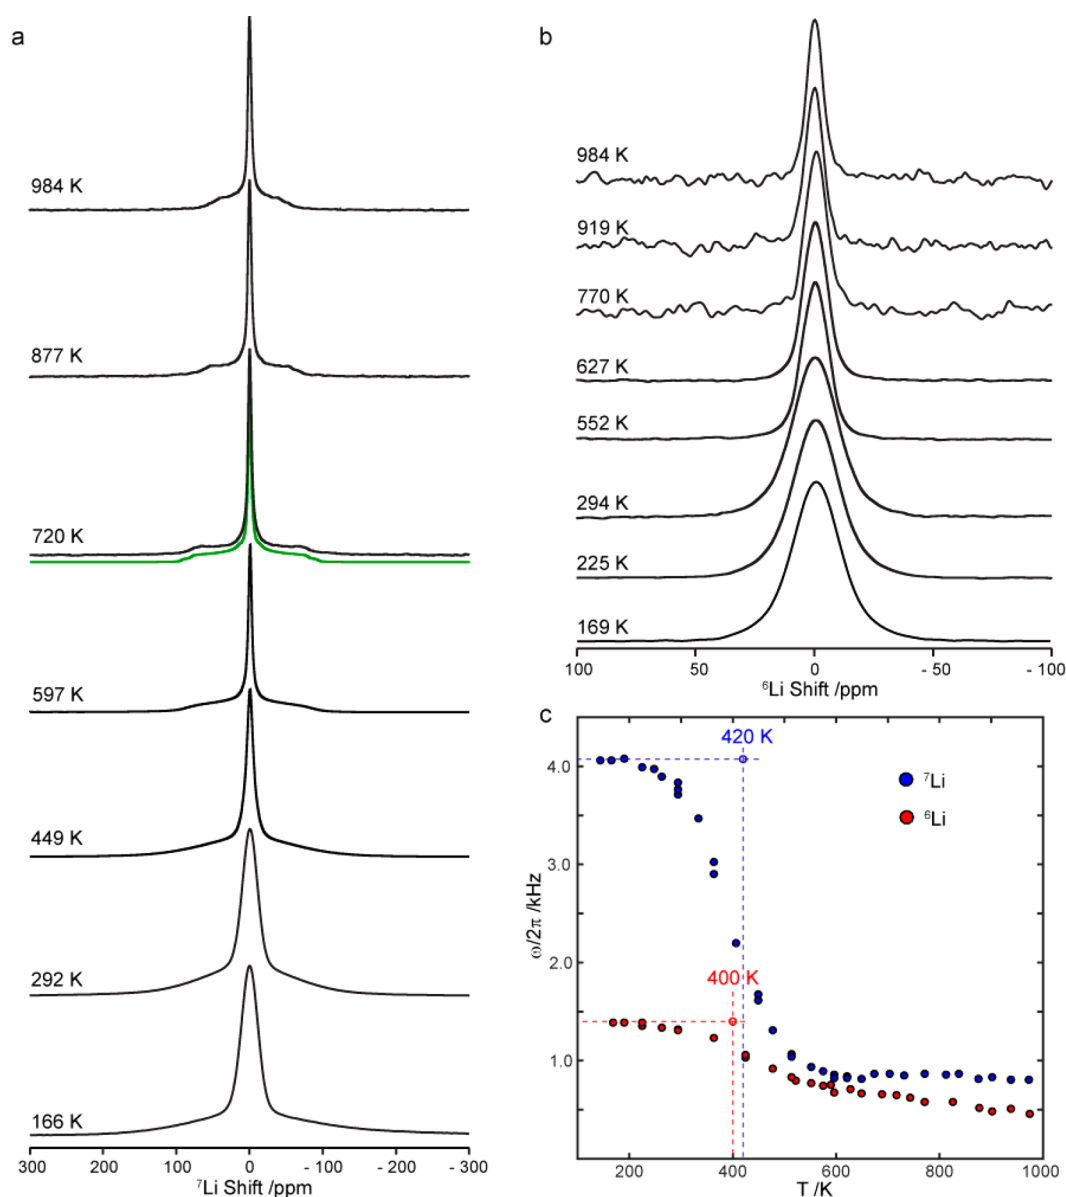 a
984 K
877 K
720 K
597 K
449 K
292 K
166 K
300 200 100 0 - 100 - 200 - 300
⁷Li Shift /ppm
b
984 K
919 K
770 K
627 K
552 K
294 K
225 K
169 K
100 50 0 - 50 - 100
⁶Li Shift /ppm
c
420 K
4.0
⁷Li
⁶Li
3.0
ω/2π /kHz
2.0
400 K
1.0
200 400 600 800 1000
T /K